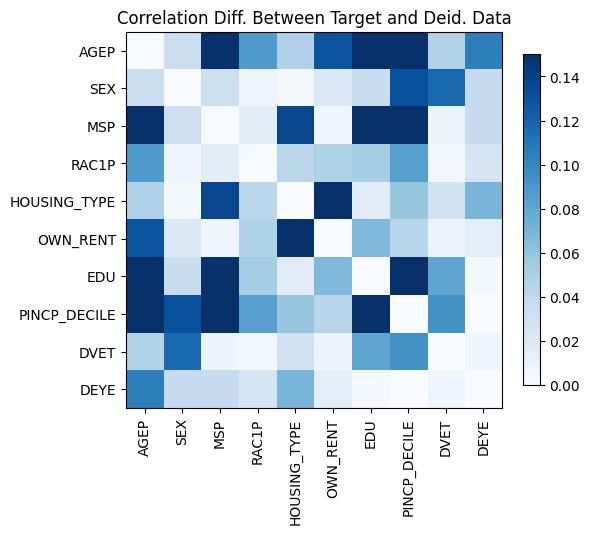 Correlation Diff. Between Target and Deid. Data
AGEP
SEX
MSP
RAC1P
HOUSING_TYPE
OWN_RENT
EDU
PINCP_DECILE
DVET
DEYE
AGEP
SEX
MSP
RAC1P
HOUSING_TYPE
OWN_RENT
EDU
PINCP_DECILE
DVET
DEYE
0.14
0.12
0.10
0.08
0.06
0.04
0.02
0.00